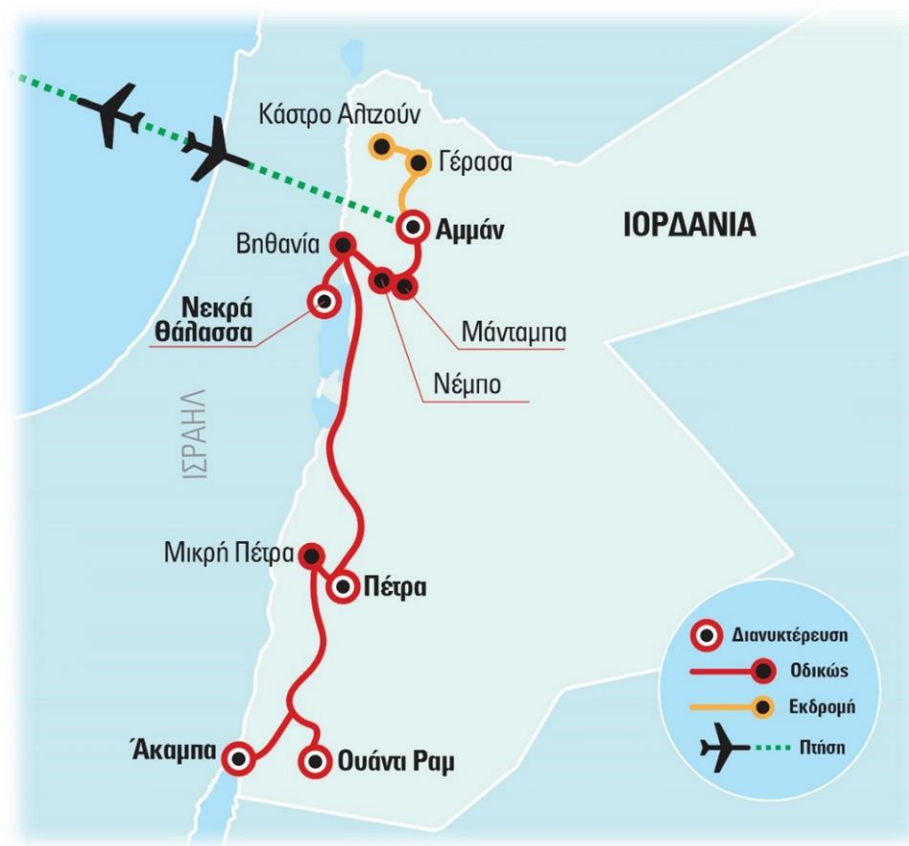 Κάστρο Αλτζούν
Γέρασα
Αμμάν
ΙΟΡΔΑΝΙΑ
Βηθανία
Νεκρά
Θάλασσα
Μάνταμπα
Νέμπο
ΙΣΡΑΗΛ
Μικρή Πέτρα
Πέτρα
Άκαμπα
Ουάντι Ραμ
Διανυκτέρευση
Οδικώς
Εκδρομή
Πτήση